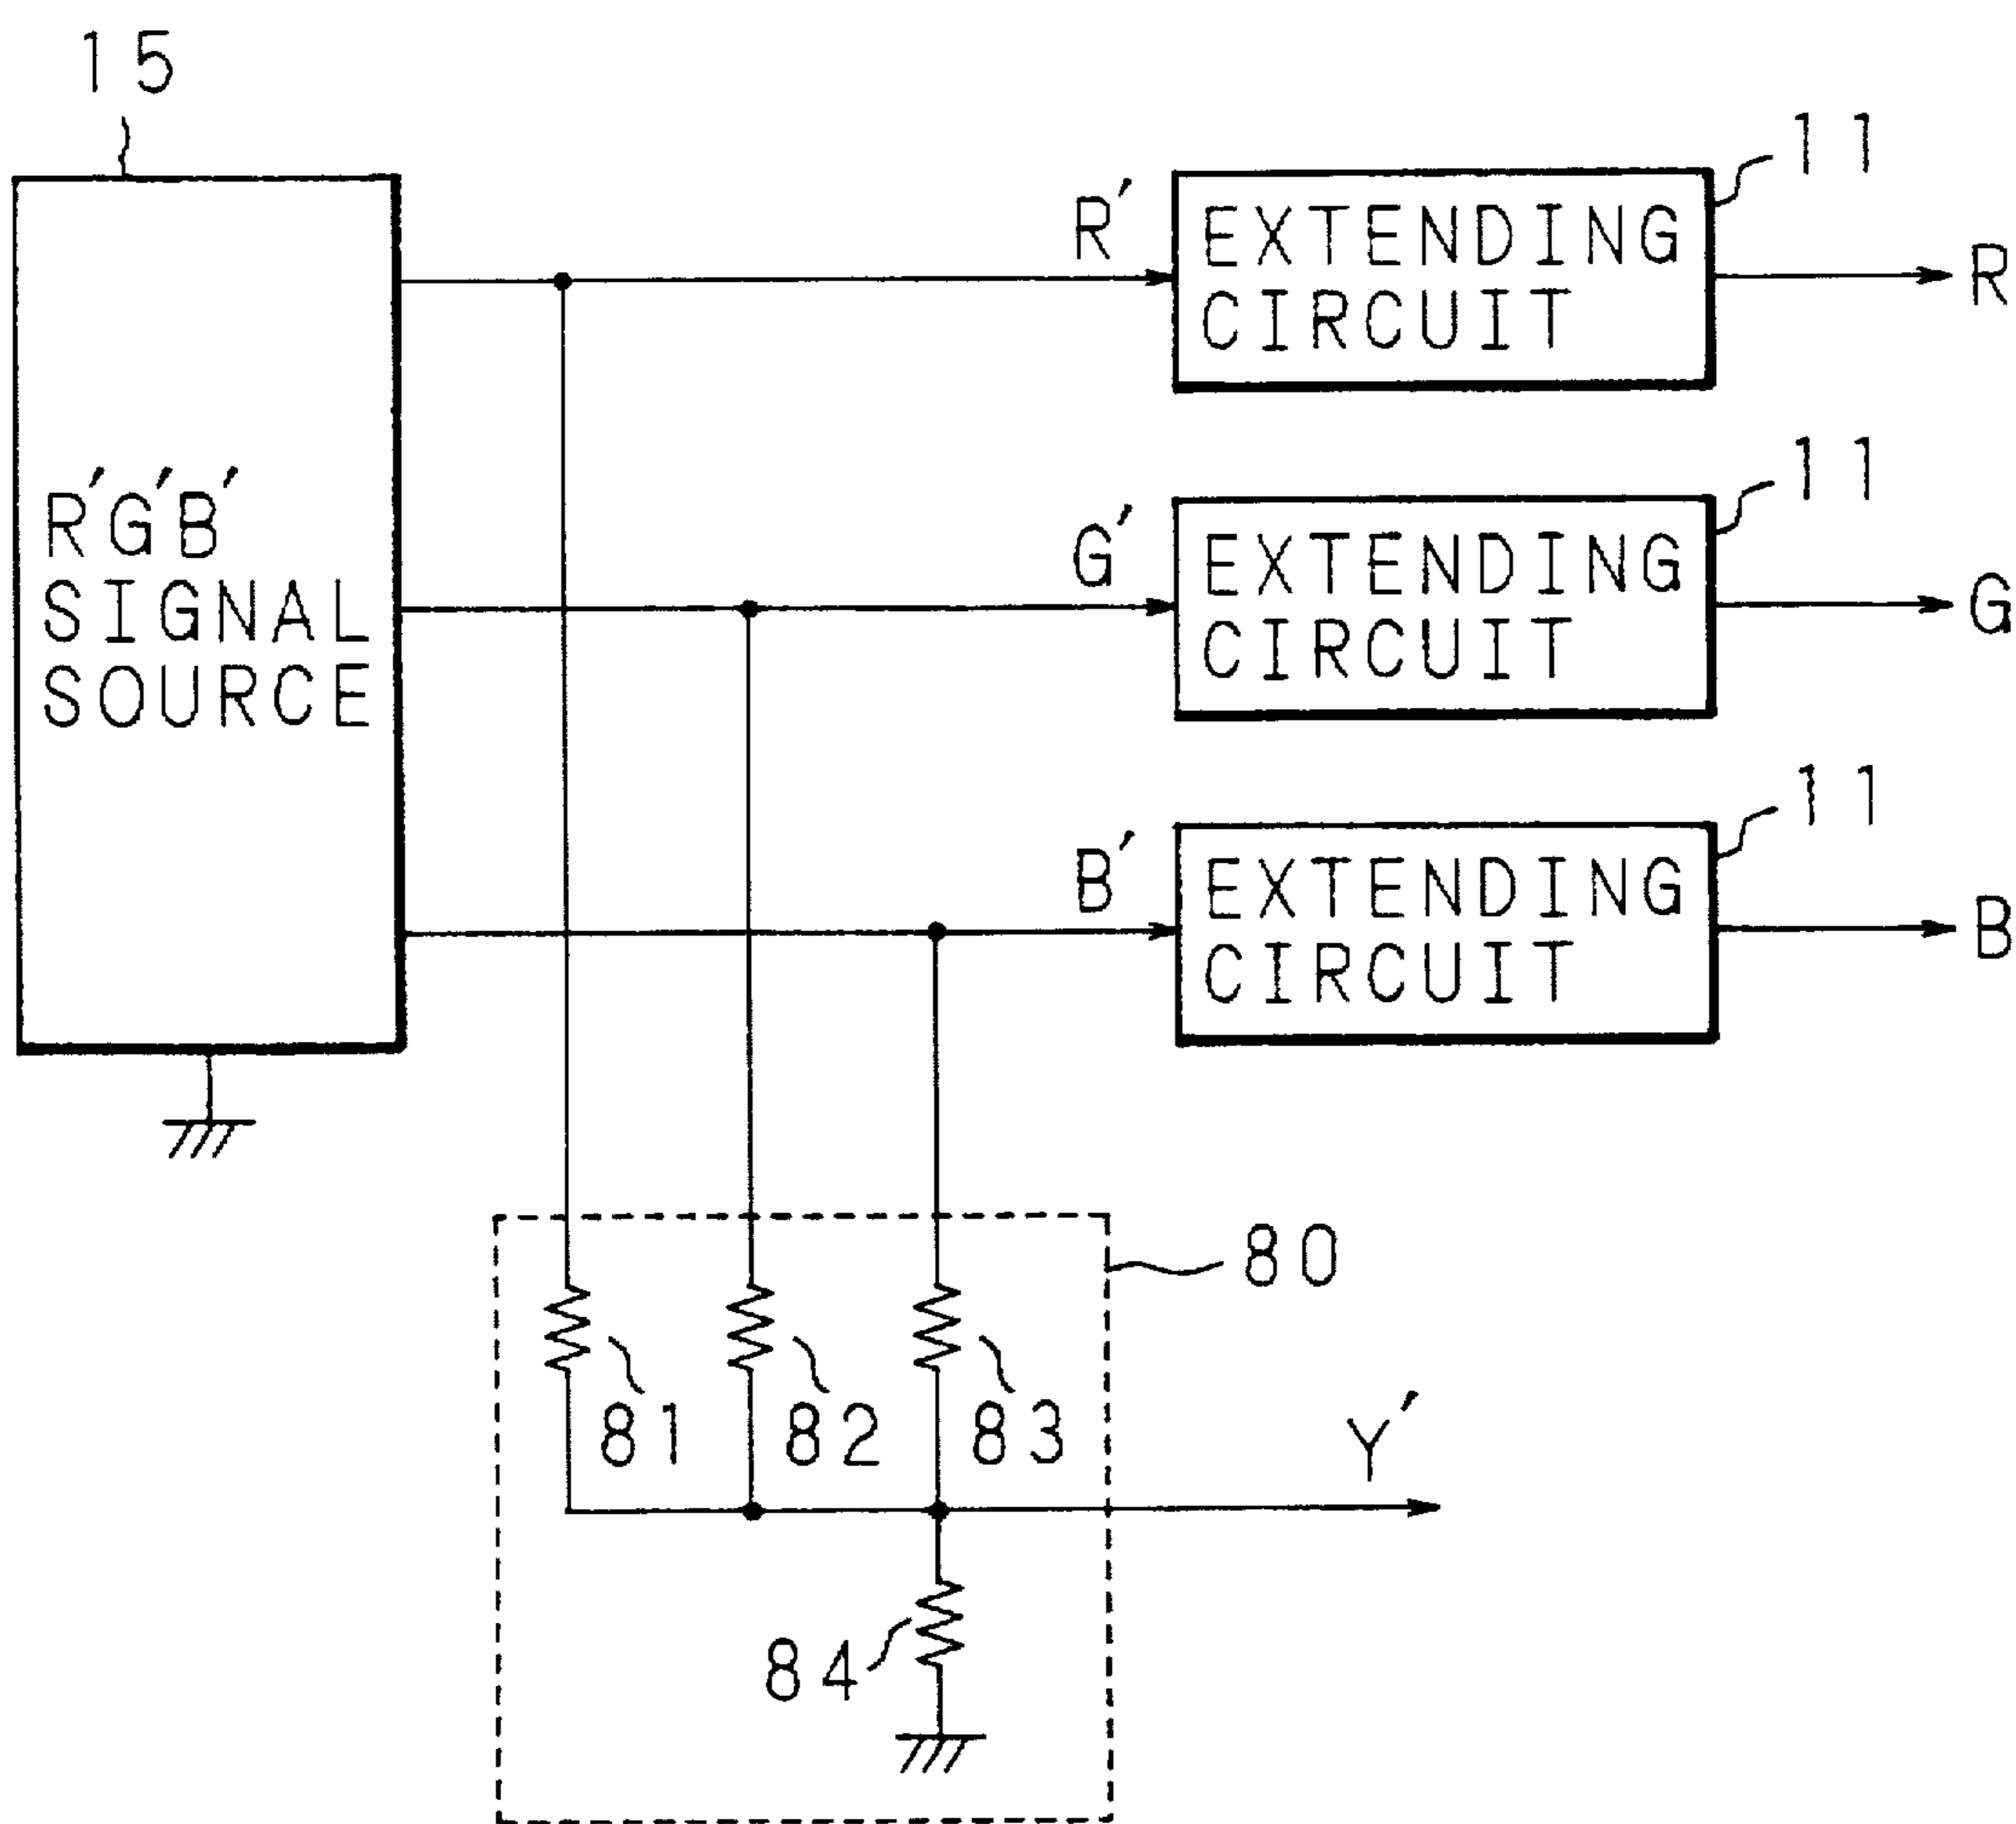 15
11
R'
EXTENDING
CIRCUIT
R
R'G'B'
SIGNAL
SOURCE
11
G'
EXTENDING
CIRCUIT
G
11
B'
EXTENDING
CIRCUIT
B
80
81
82
83
Y'
84